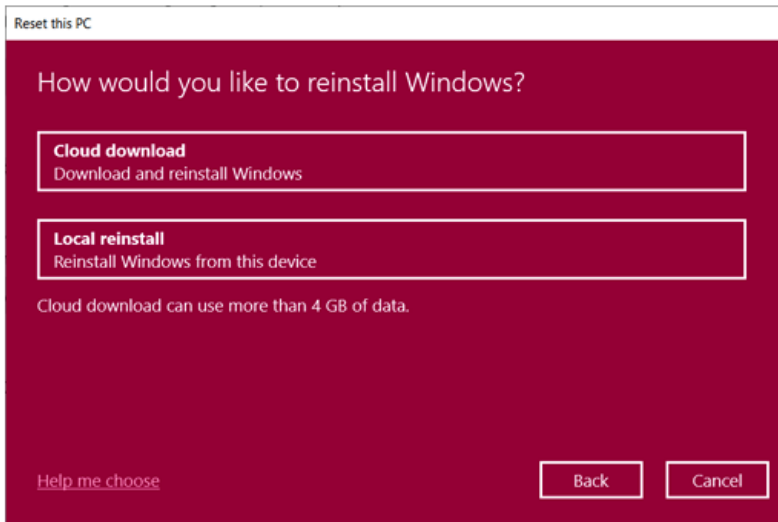 Reset this PC
How would you like to reinstall Windows?
Cloud download
Download and reinstall Windows
Local reinstall
Reinstall Windows from this device
Cloud download can use more than 4 GB of data.
Help me choose
Back
Cancel